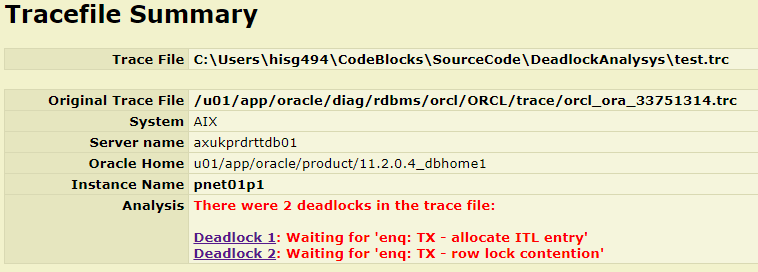 Tracefile Summary
Trace File C:\Users\hisg494\CodeBlocks\SourceCode\DeadlockAnalysys\test.trc
Original Trace File /u01/app/oracle/diag/rdbms/orcl/ORCL/trace/orcl_ora_33751314.trc
System AIX
Server name axukprdrttdb01
Oracle Home u01/app/oracle/product/11.2.0.4_dbhome1
Instance Name pnet01p1
Analysis There were 2 deadlocks in the trace file:
Deadlock 1: Waiting for 'enq: TX - allocate ITL entry'
Deadlock 2: Waiting for 'enq: TX - row lock contention'